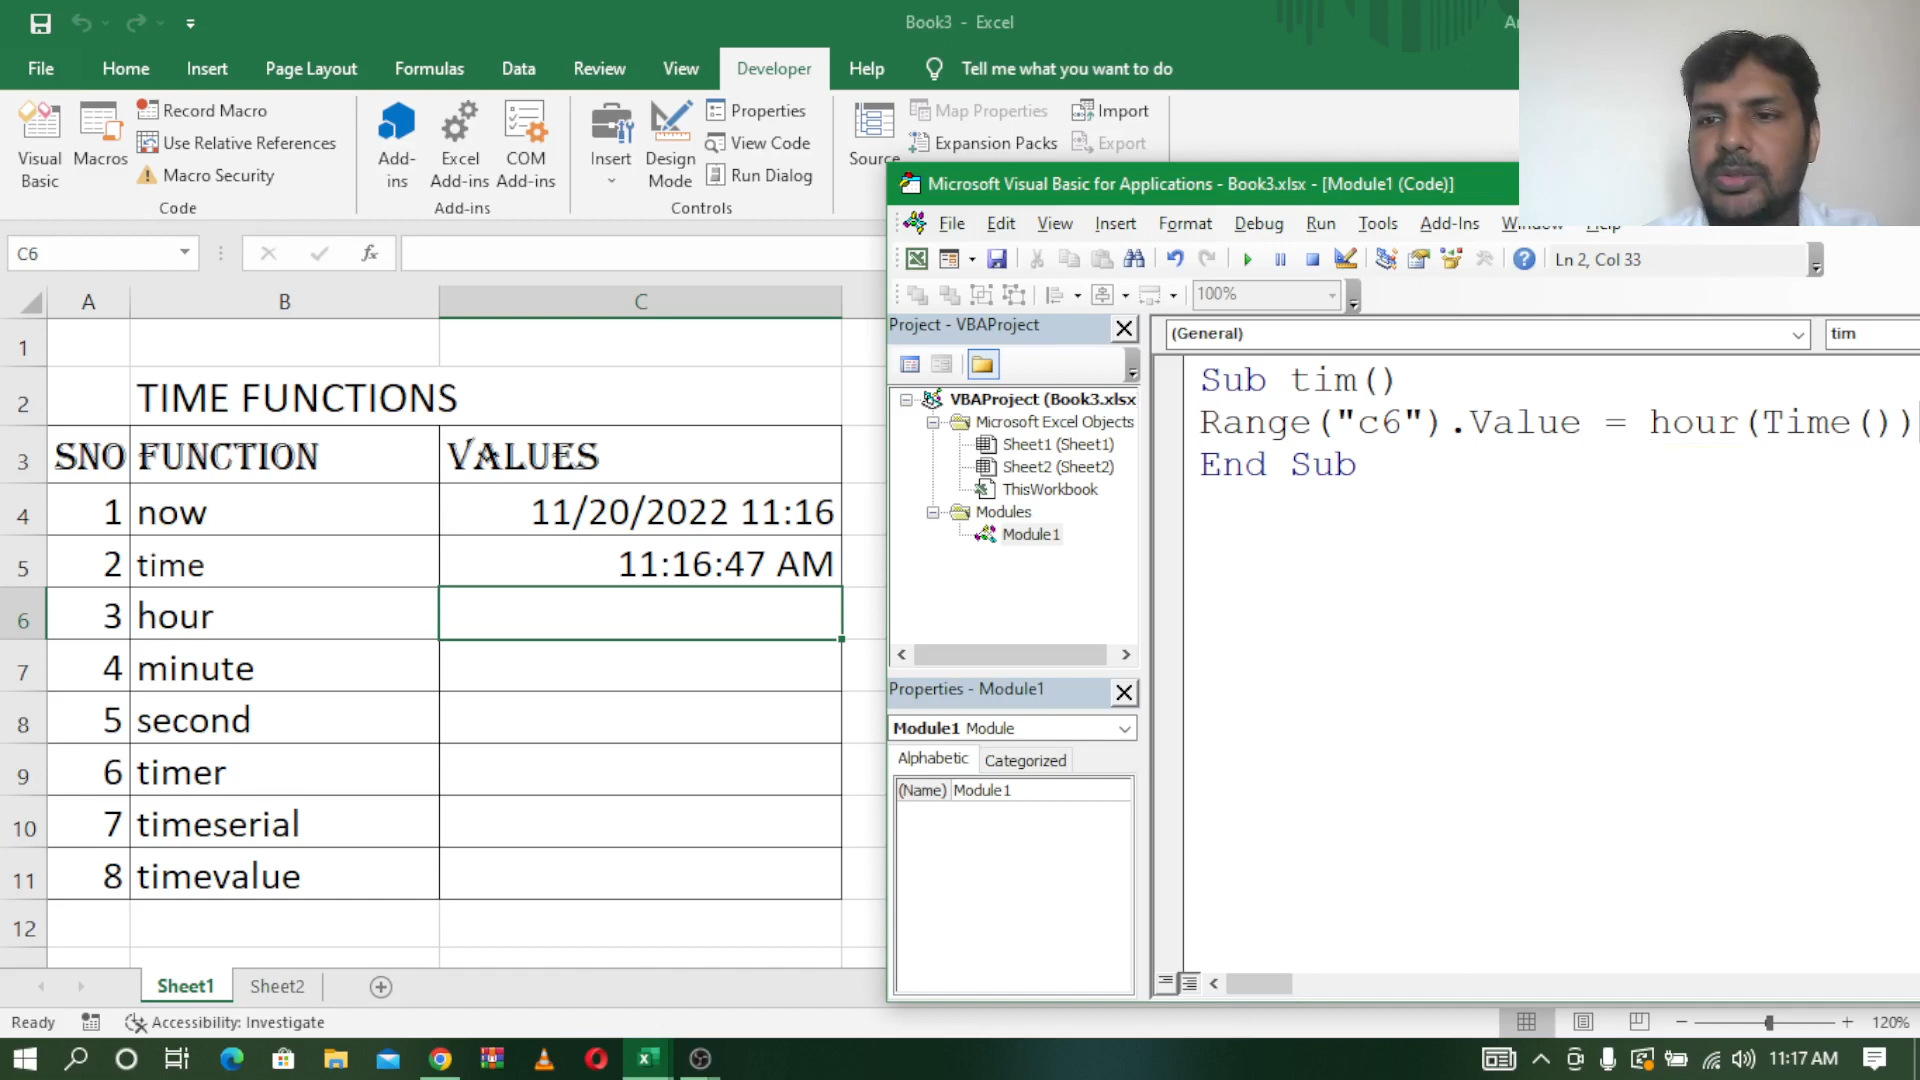 Book3 - Excel
File Home Insert Page Layout Formulas Data Review View Developer Help Tell me what you want to do
Visual Basic
Macros
Record Macro
Use Relative References
Macro Security
Code
Add-ins
Excel Add-ins
COM Add-ins
Add-ins
Insert
Design Mode
Properties
View Code
Run Dialog
Controls
Source
Map Properties
Expansion Packs
Import
Export
Microsoft Visual Basic for Applications - Book3.xlsx - [Module1 (Code)]
File Edit View Insert Format Debug Run Tools Add-Ins Window Help
Ln 2, Col 33
100%
C6
fx
A B C
1
2 TIME FUNCTIONS
3 SNO FUNCTION VALUES
4 1 now 11/20/2022 11:16
5 2 time 11:16:47 AM
6 3 hour
7 4 minute
8 5 second
9 6 timer
10 7 timeserial
11 8 timevalue
12
Project - VBAProject
VBAProject (Book3.xlsx
Microsoft Excel Objects
Sheet1 (Sheet1)
Sheet2 (Sheet2)
ThisWorkbook
Modules
Module1
Properties - Module1
Module1 Module
Alphabetic Categorized
(Name) Module1
(General) tim
Sub tim()
Range("c6").Value = hour(Time())
End Sub
Sheet1 Sheet2
Ready Accessibility: Investigate 120%
11:17 AM